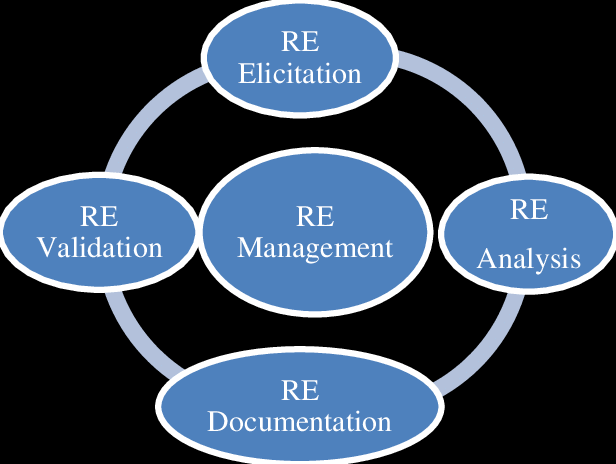 RE
Elicitation
RE
Validation
RE
Management
RE
Analysis
RE
Documentation